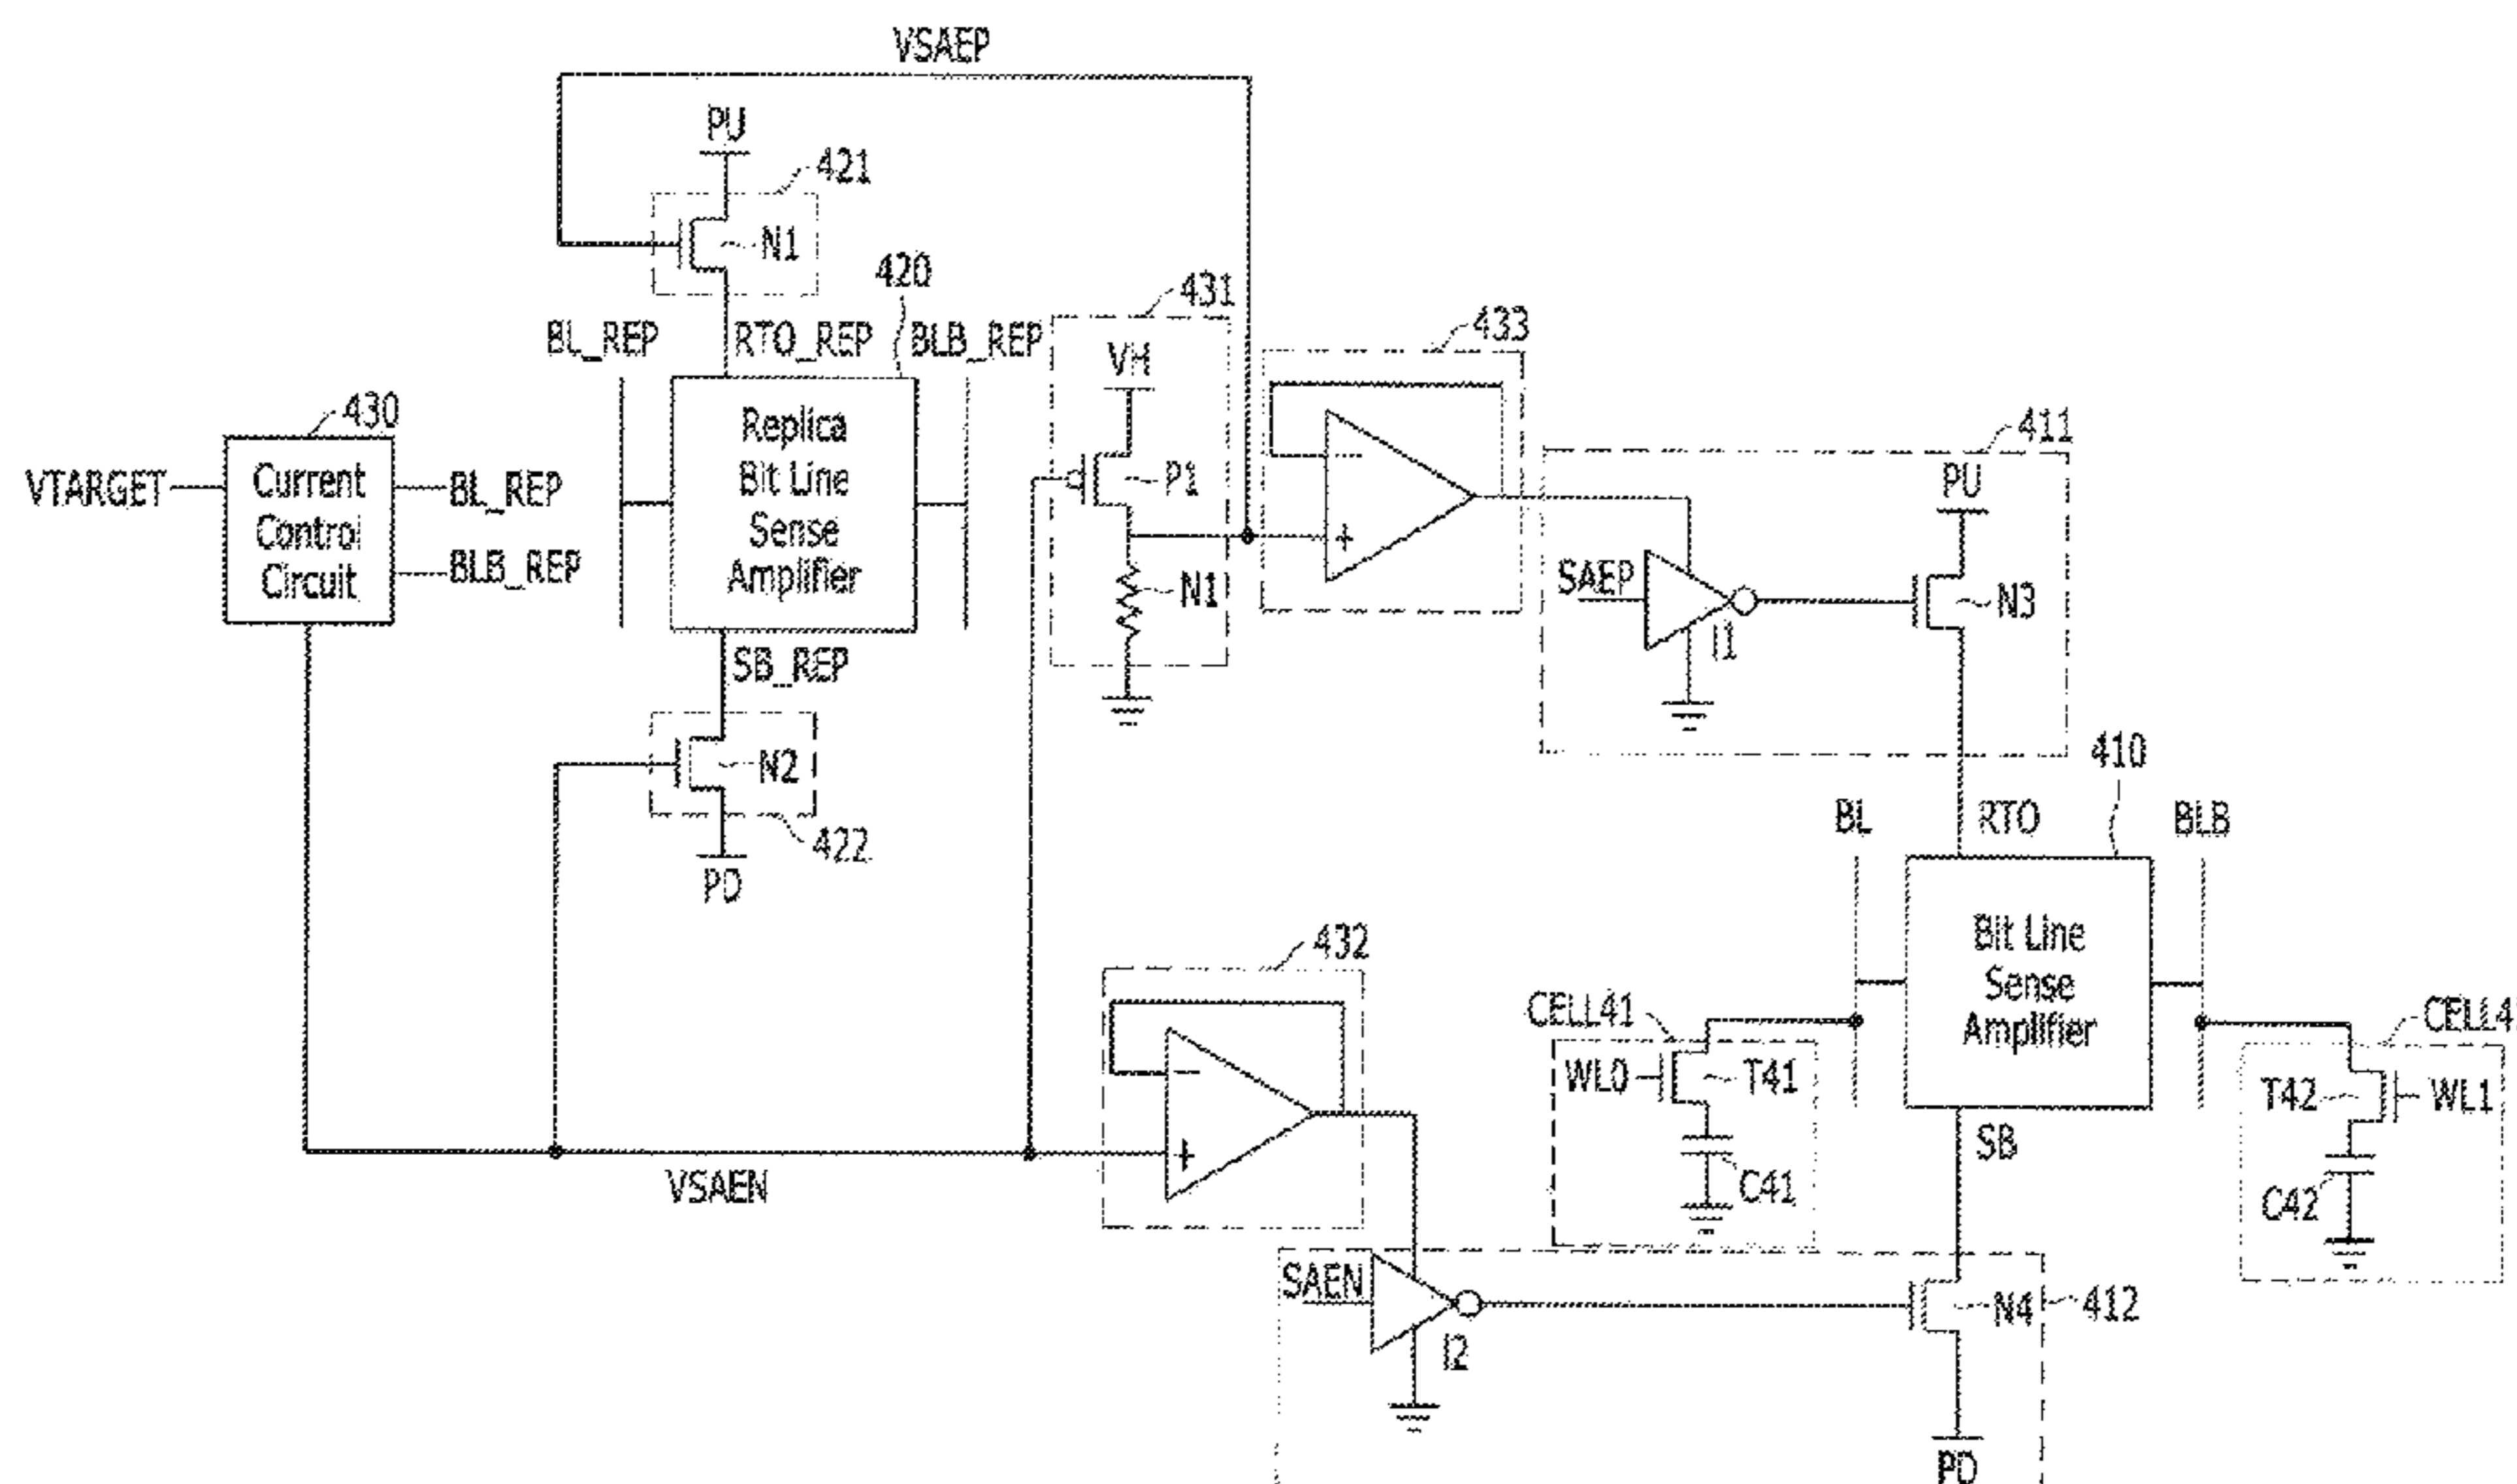 VSAEP
PU
421
N1
420
431
BL_REP
RTO_REP
BLB_REP
433
VH
430
Replica
Bit Line
Sense
Amplifier
411
Current
Control
Circuit
VTARGET
BL_REP
BLB_REP
P1
PU
+
SAEP
N1
N3
I1
SB_REP
N2
422
PD
410
BL
RTO
BLB
432
Bit Line
Sense
Amplifier
CELL41
WL0
T41
C41
T42
WL1
C42
SB
+
VSAEN
SAEN
I2
N4
412
PD